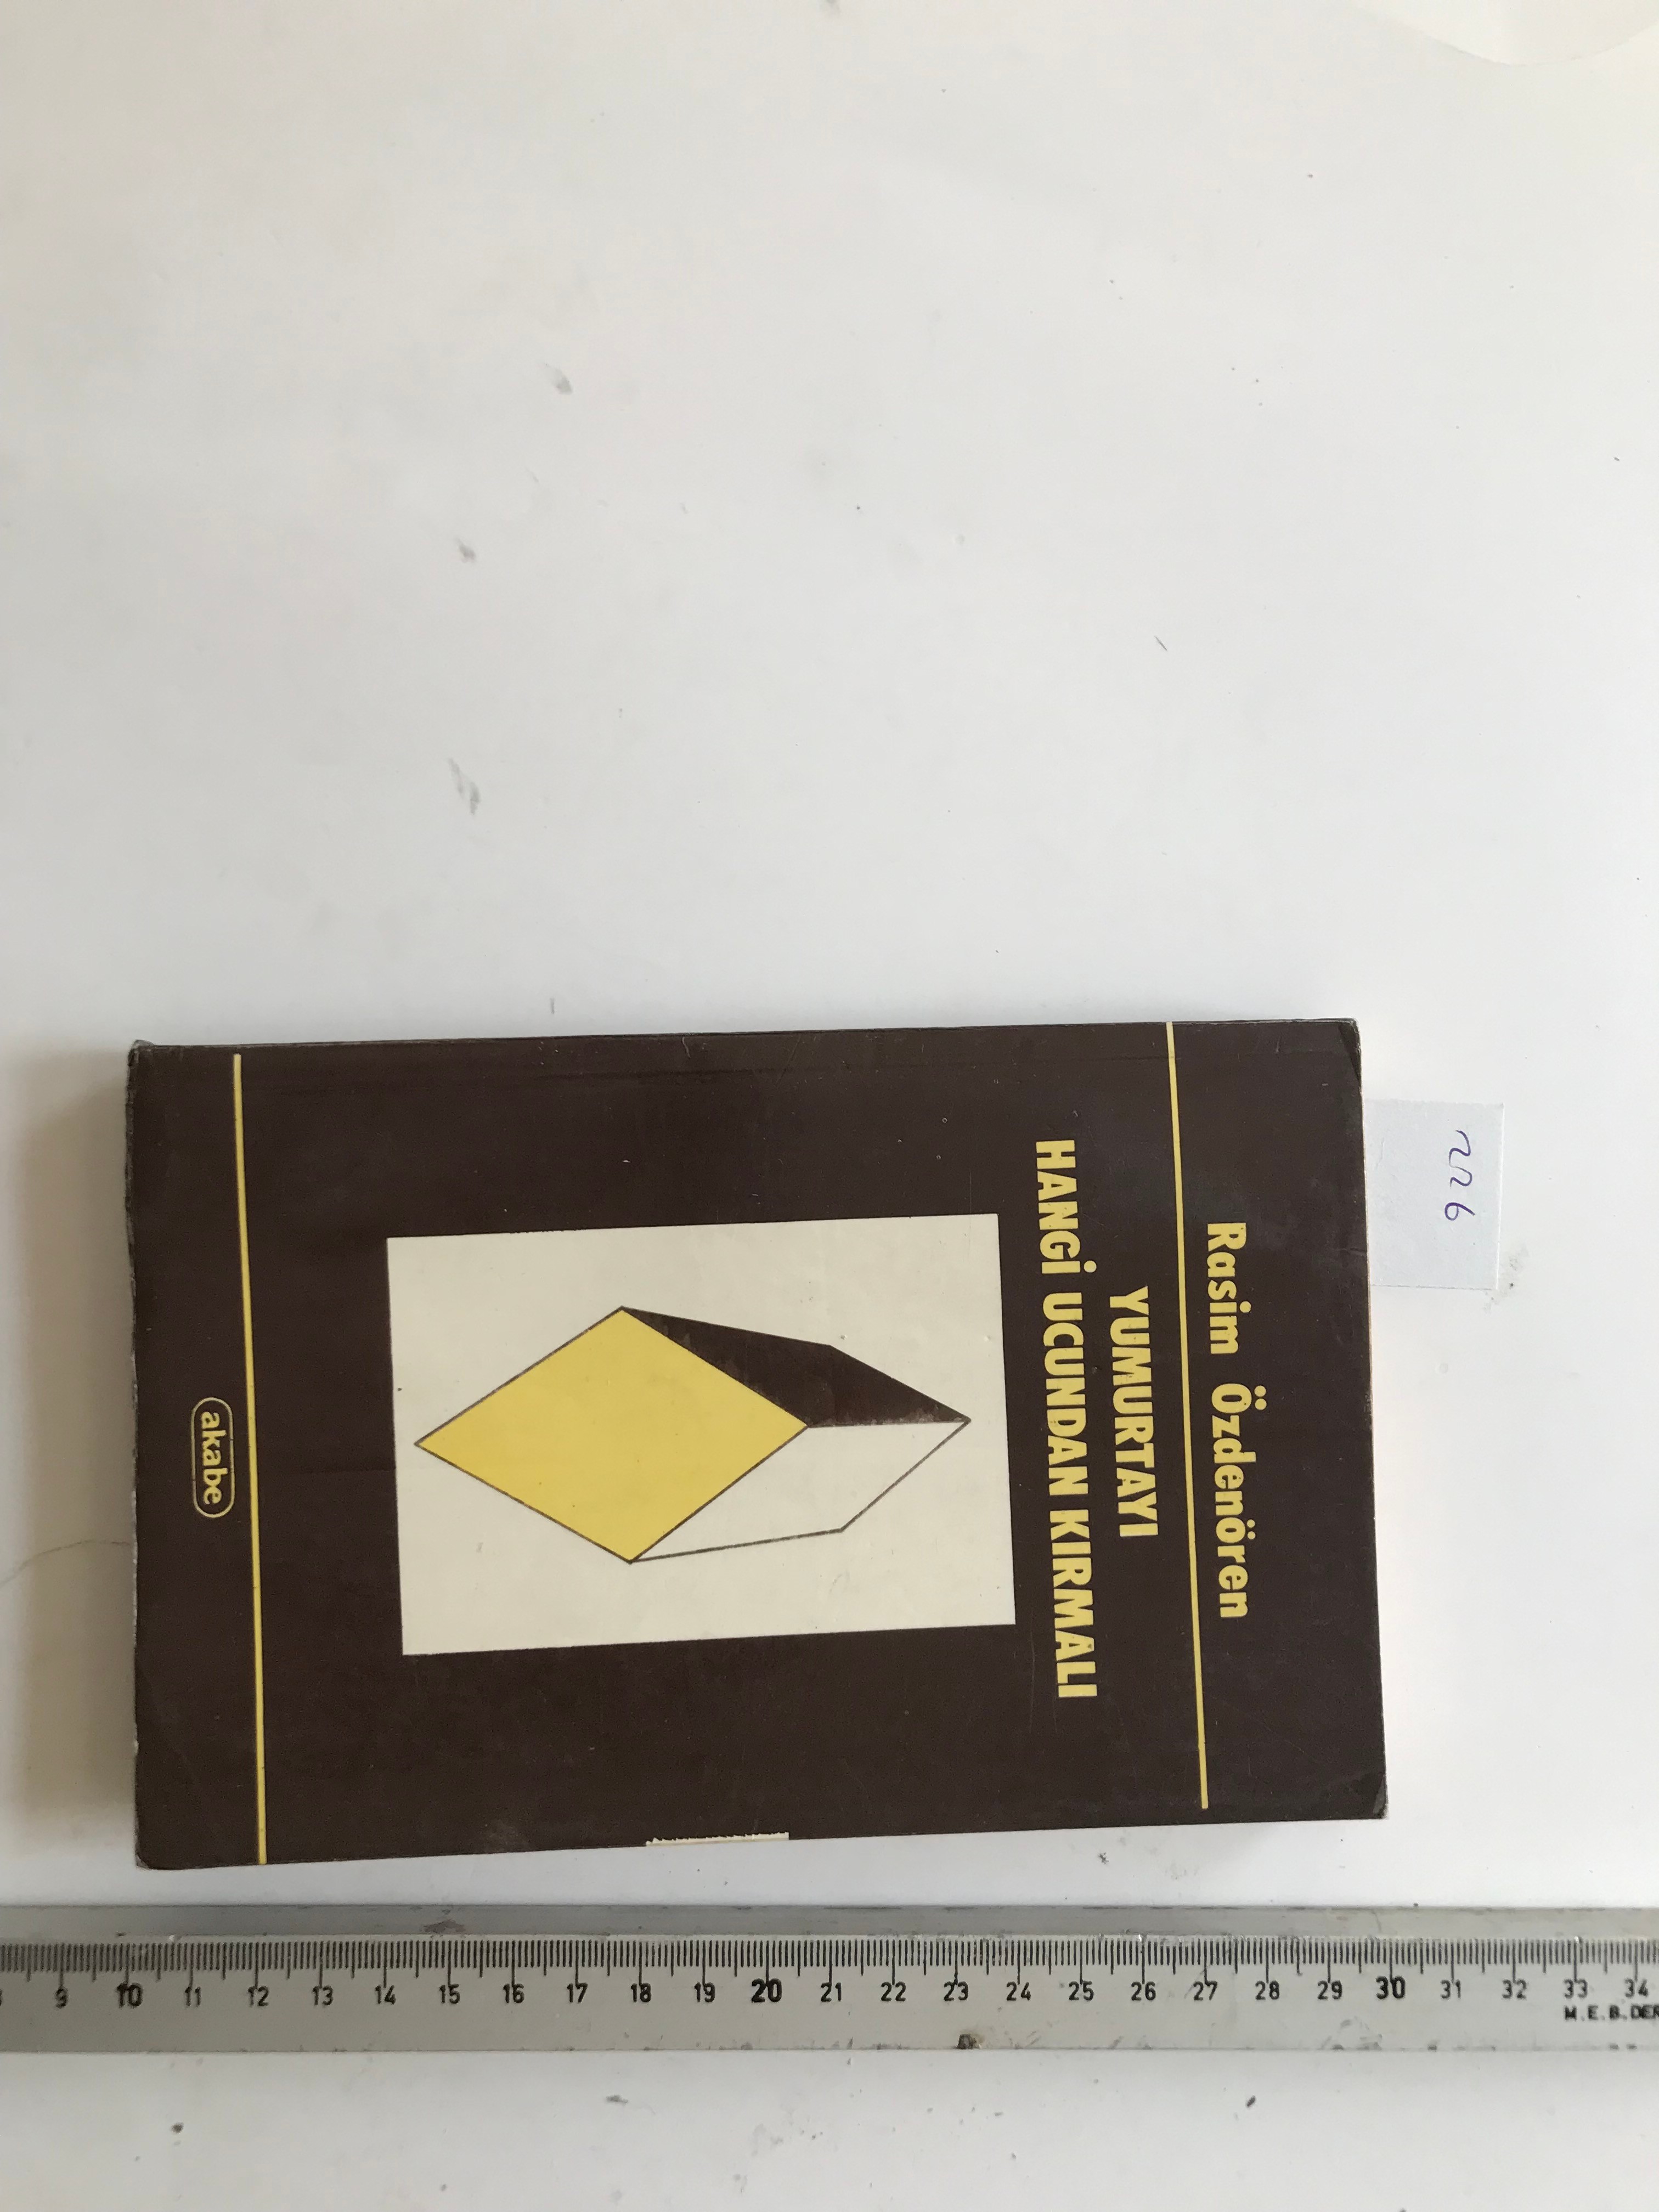 226
Rasim Özdenören
YUMURTAYI
HANGİ UCUNDAN KIRMALI
akabe
9 10 11 12 13 14 15 16 17 18 19 20 21 22 23 24 25 26 27 28 29 30 31 32 33 34
M.E.B.DER